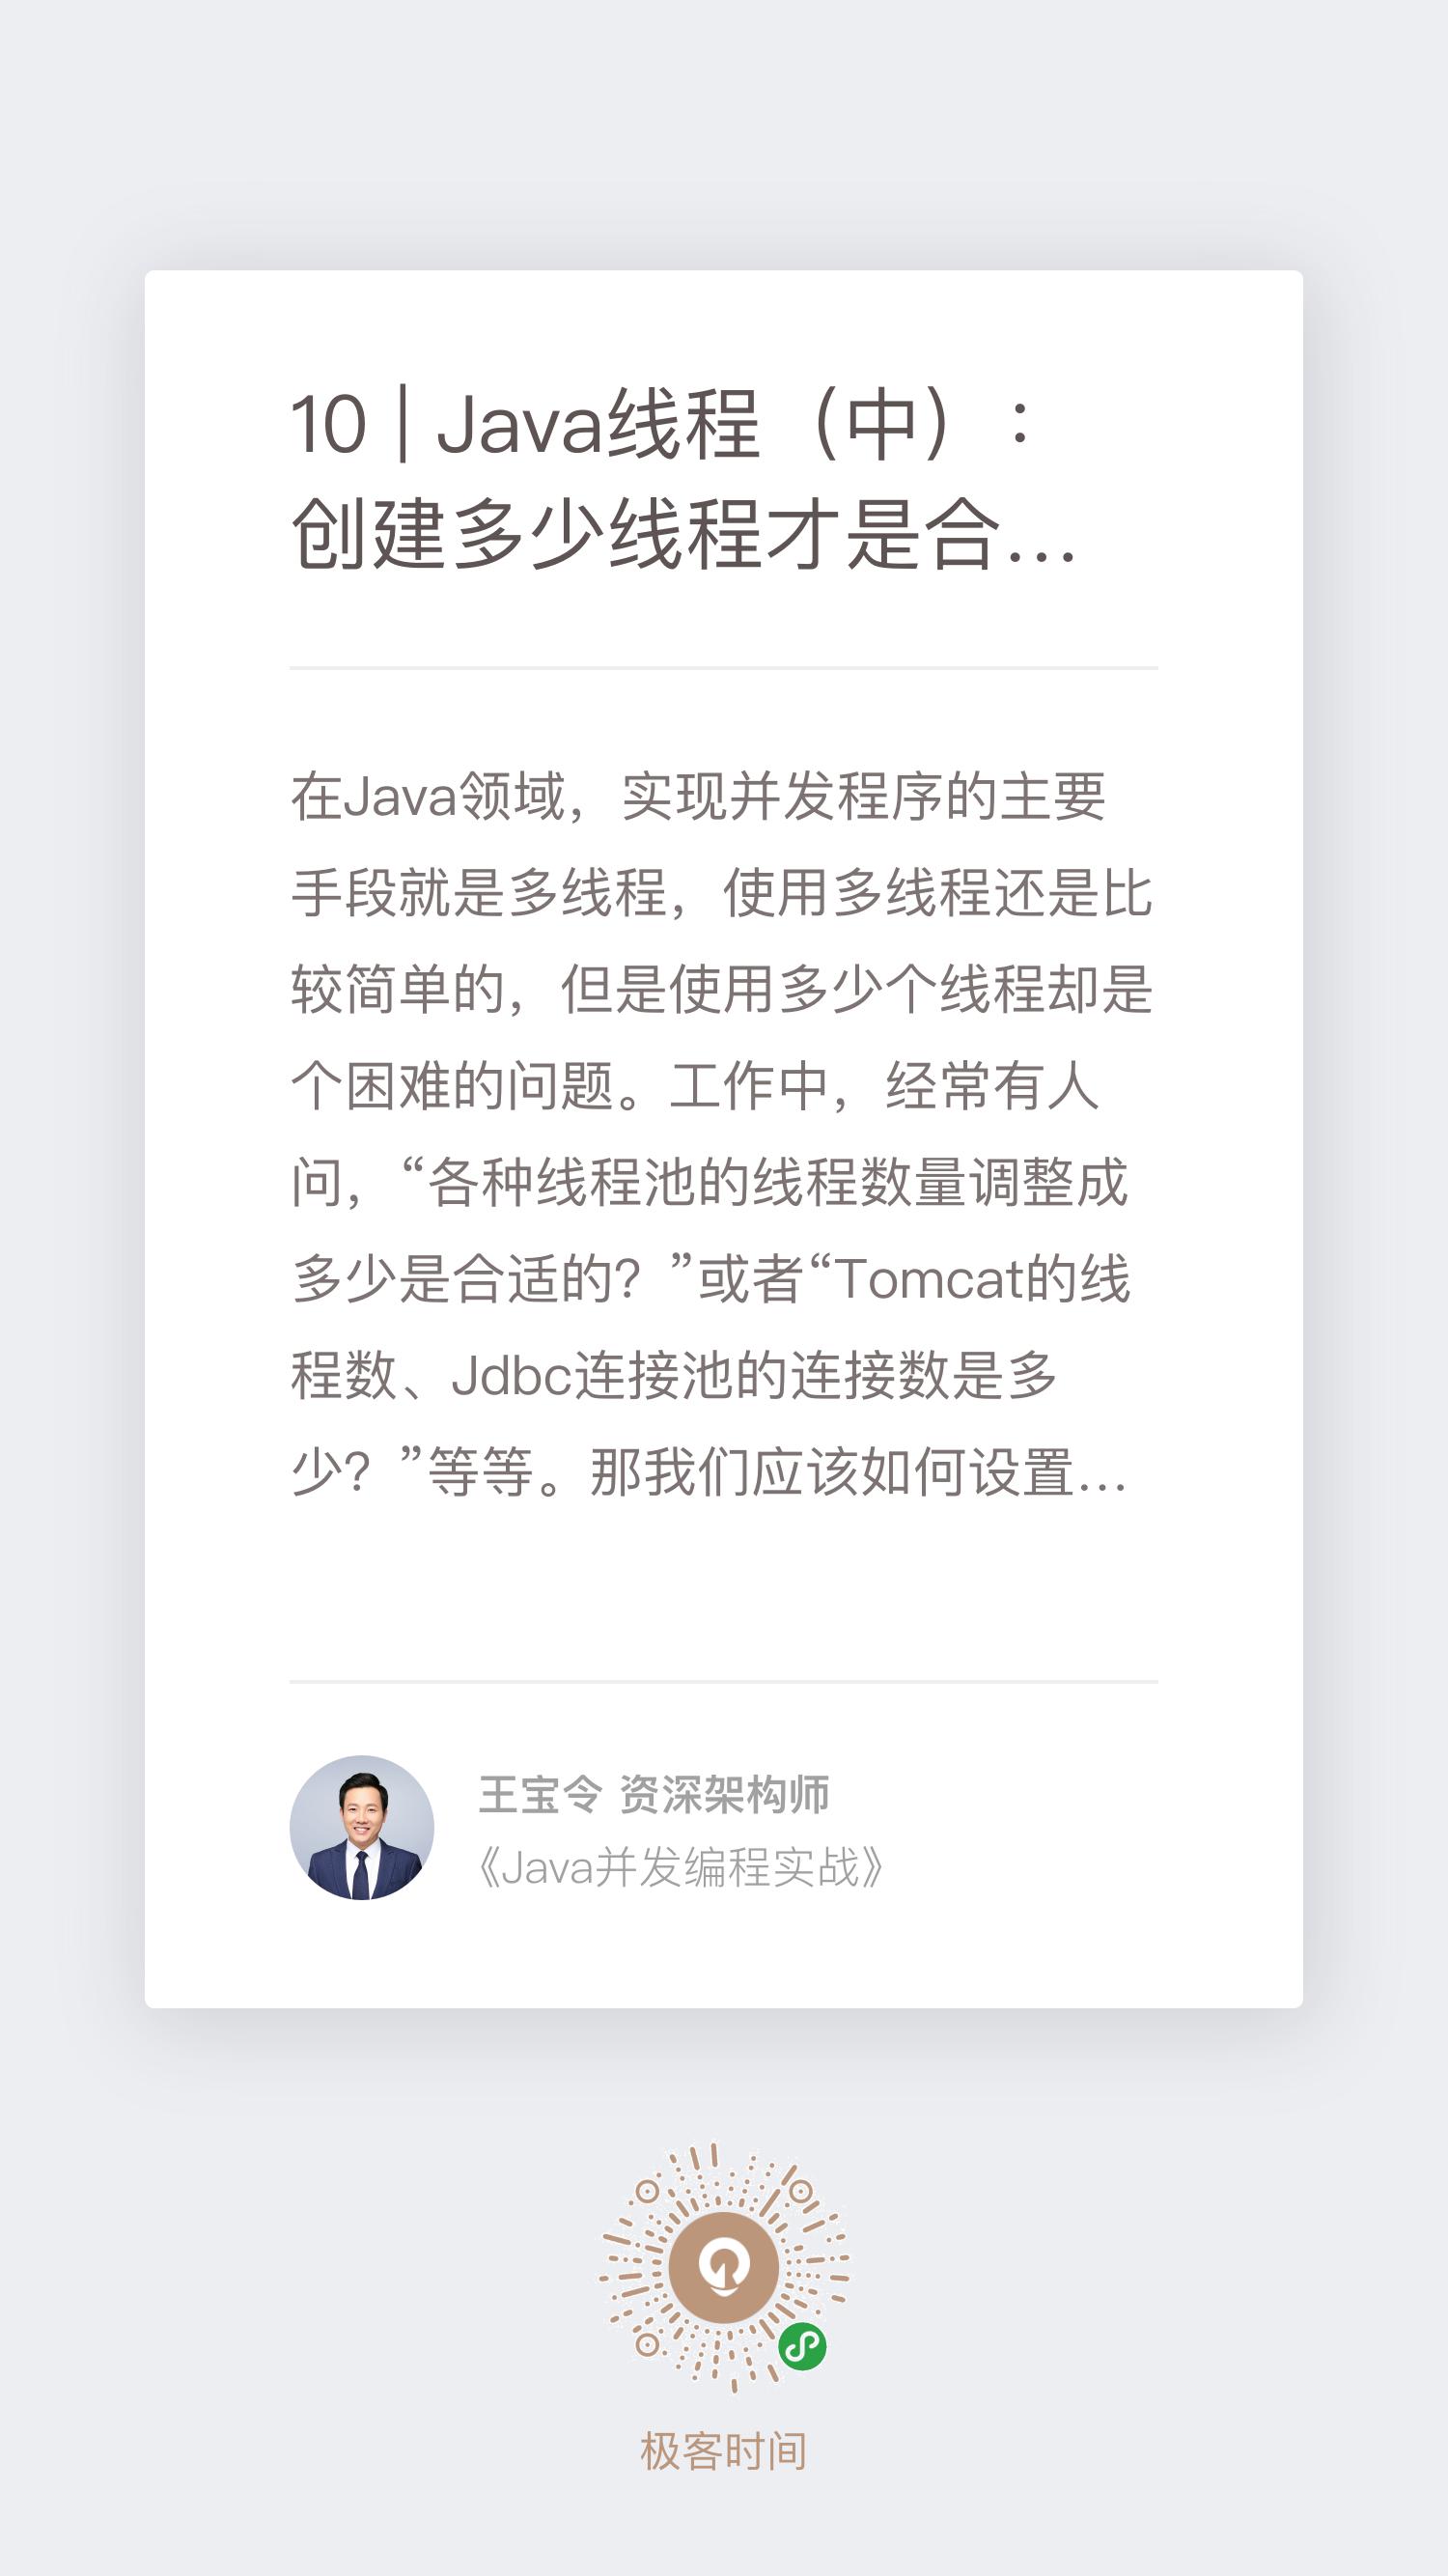 10 | Java线程（中）：
创建多少线程才是合...
在Java领域，实现并发程序的主要
手段就是多线程，使用多线程还是比
较简单的，但是使用多少个线程却是
个困难的问题。工作中，经常有人
问，“各种线程池的线程数量调整成
多少是合适的？”或者“Tomcat的线
程数、Jdbc连接池的连接数是多
少？”等等。那我们应该如何设置...
王宝令 资深架构师
《Java并发编程实战》
极客时间